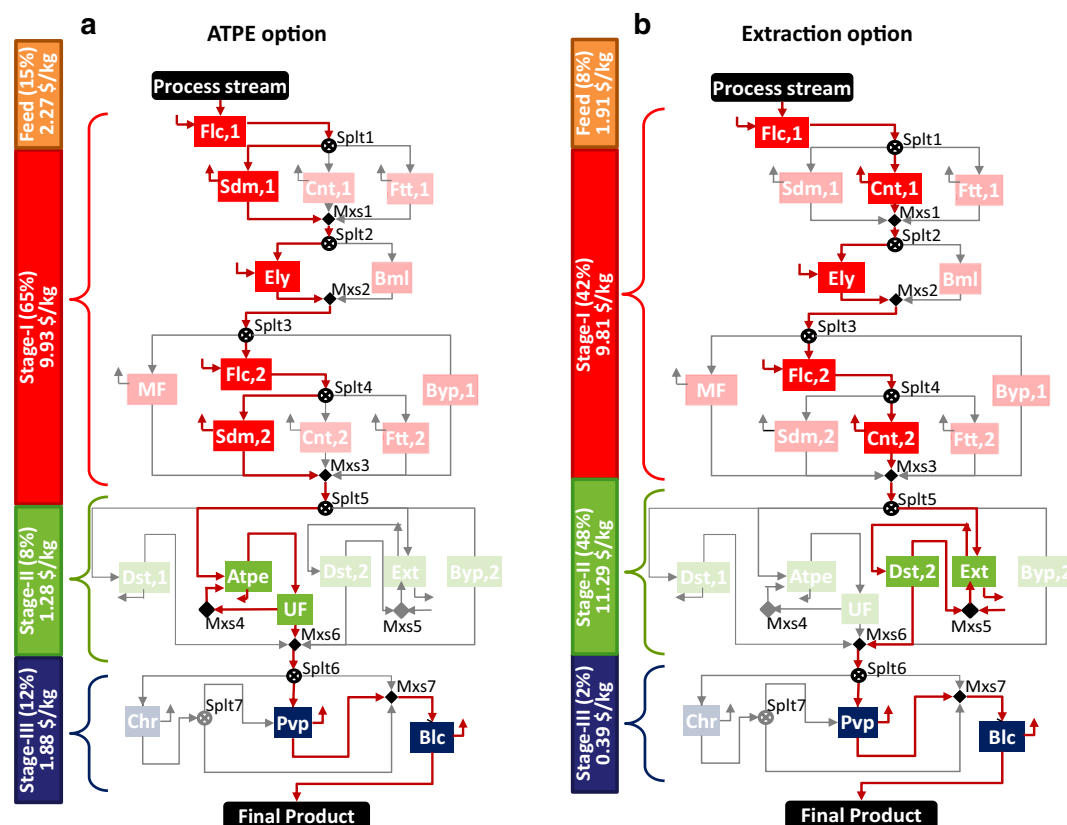 a
ATPE option
Feed (15%)
2.27 $/kg
Stage-I (65%)
9.93 $/kg
Stage-II (8%)
1.28 $/kg
Stage-III (12%)
1.88 $/kg
Process stream
Flc,1
Splt1
Sdm,1
Cnt,1
Ftt,1
Mxs1
Splt2
Ely
Bml
Mxs2
Splt3
MF
Flc,2
Byp,1
Splt4
Sdm,2
Cnt,2
Ftt,2
Mxs3
Splt5
Dst,1
Atpe
Dst,2
Ext
Byp,2
UF
Mxs4
Mxs5
Mxs6
Splt6
Mxs7
Chr
Splt7
Pvp
Blc
Final Product
b
Extraction option
Feed (8%)
1.91 $/kg
Stage-I (42%)
9.81 $/kg
Stage-II (48%)
11.29 $/kg
Stage-III (2%)
0.39 $/kg
Process stream
Flc,1
Splt1
Sdm,1
Cnt,1
Ftt,1
Mxs1
Splt2
Ely
Bml
Mxs2
Splt3
MF
Flc,2
Byp,1
Splt4
Sdm,2
Cnt,2
Ftt,2
Mxs3
Splt5
Dst,1
Atpe
Dst,2
Ext
Byp,2
UF
Mxs4
Mxs5
Mxs6
Splt6
Mxs7
Chr
Splt7
Pvp
Blc
Final Product